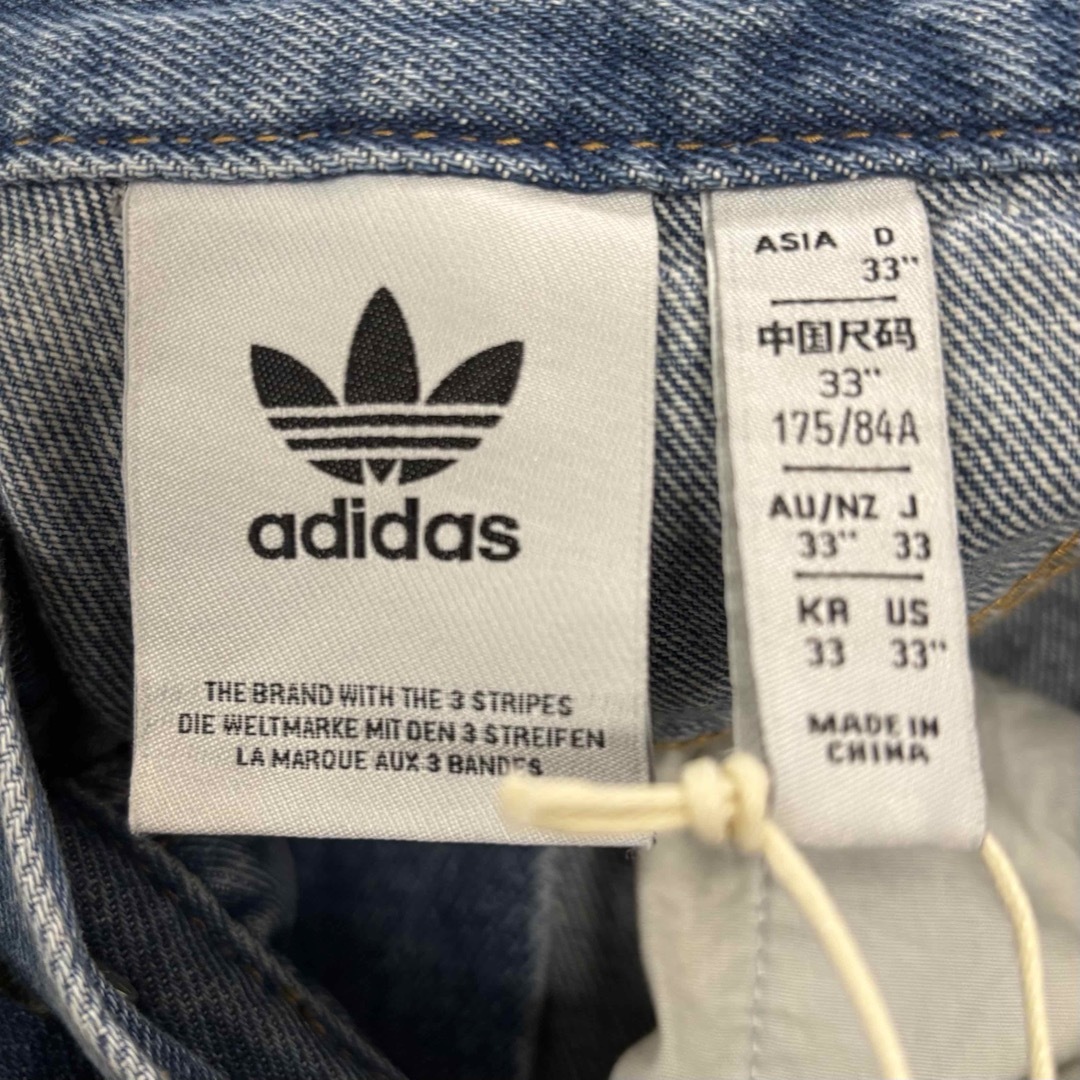 adidas
THE BRAND WITH THE 3 STRIPES
DIE WELTMARKE MIT DEN 3 STREIFEN
LA MARQUE AUX 3 BANDES
ASIA D
33"
中国尺码
33"
175/84A
AU/NZ J
33" 33
KR US
33 33"
MADE IN
CHINA